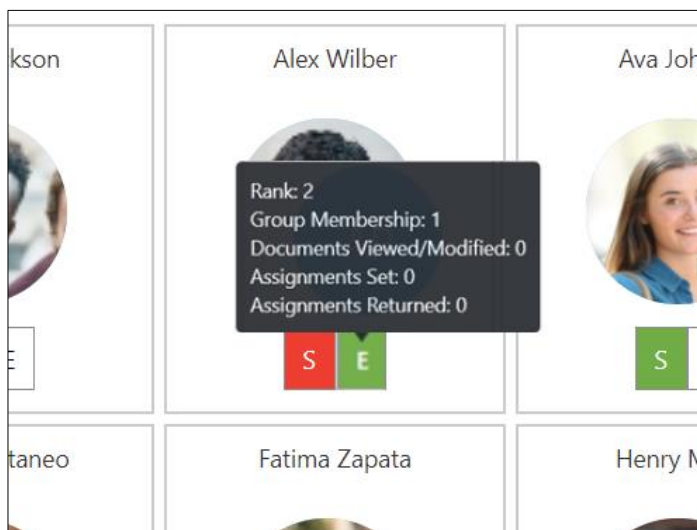 kson
Alex Wilber
Ava Joh
Rank: 2
Group Membership: 1
Documents Viewed/Modified: 0
Assignments Set: 0
Assignments Returned: 0
E
S E
S
taneo
Fatima Zapata
Henry M